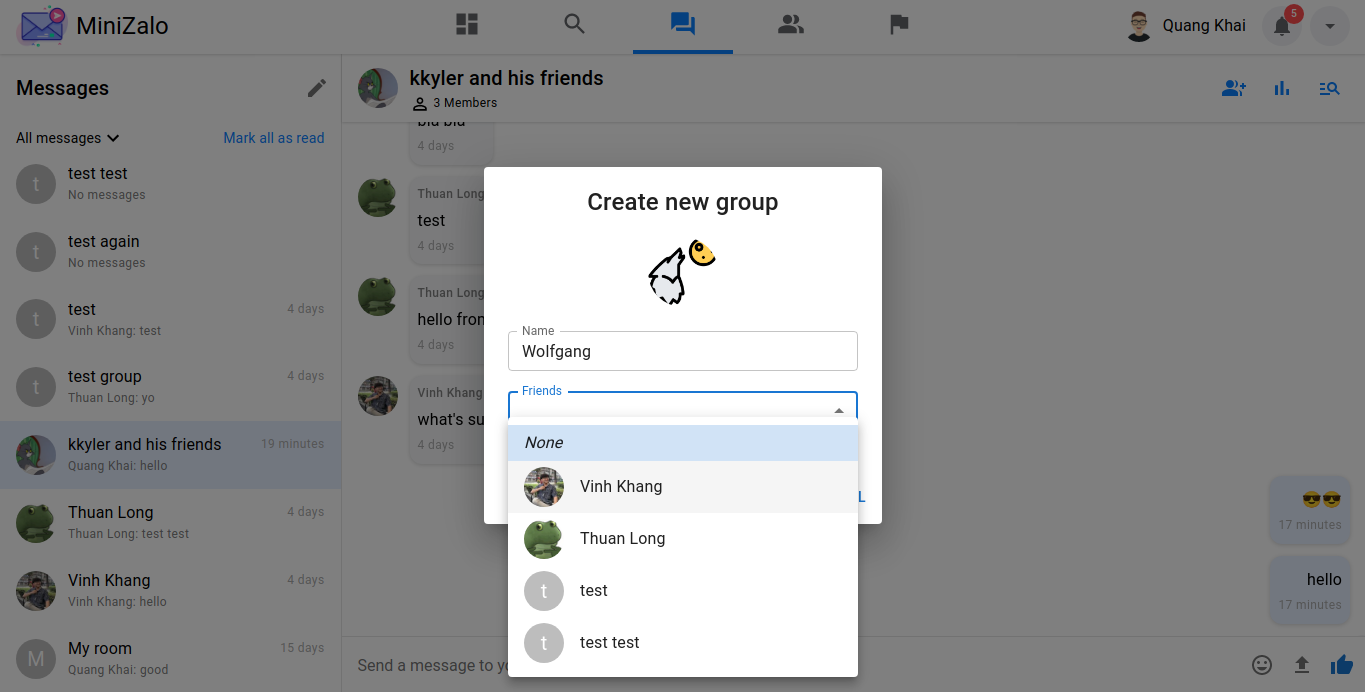 MiniZalo
Quang Khai
5
Messages
All messages
Mark all as read
t
test test
No messages
t
test again
No messages
t
test
4 days
Vinh Khang: test
t
test group
4 days
Thuan Long: yo
kkyler and his friends
19 minutes
Quang Khai: hello
Thuan Long
4 days
Thuan Long: test test
Vinh Khang
4 days
Vinh Khang: hello
M
My room
15 days
Quang Khai: good
kkyler and his friends
3 Members
bla bla
4 days
Thuan Long
test
4 days
Thuan Long
hello fron
4 days
Vinh Khang
what's su
4 days
😎😎
17 minutes
hello
17 minutes
Send a message to yo
Create new group
Name
Wolfgang
Friends
None
Vinh Khang
Thuan Long
t
test
t
test test
L